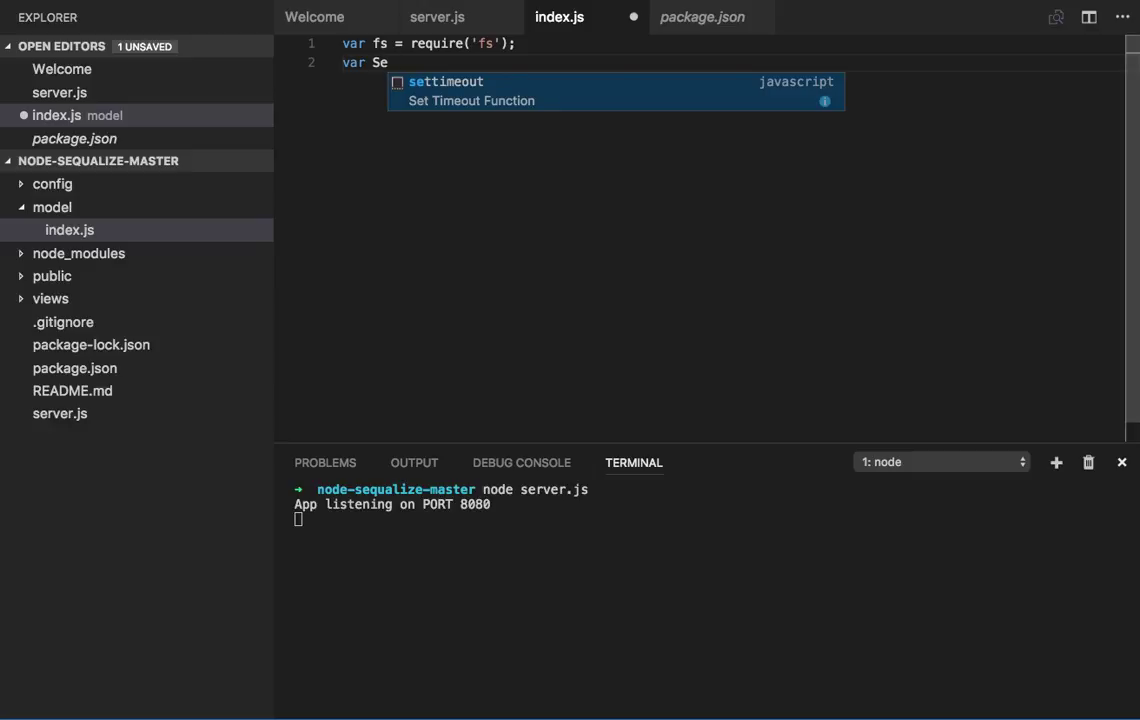 EXPLORER
OPEN EDITORS 1 UNSAVED
Welcome
server.js
index.js model
package.json
NODE-SEQUALIZE-MASTER
config
model
index.js
node_modules
public
views
.gitignore
package-lock.json
package.json
README.md
server.js
Welcome server.js index.js package.json
1 var fs = require('fs');
2 var Se
settimeout javascript
Set Timeout Function
PROBLEMS OUTPUT DEBUG CONSOLE TERMINAL 1: node
→ node-sequalize-master node server.js
App listening on PORT 8080